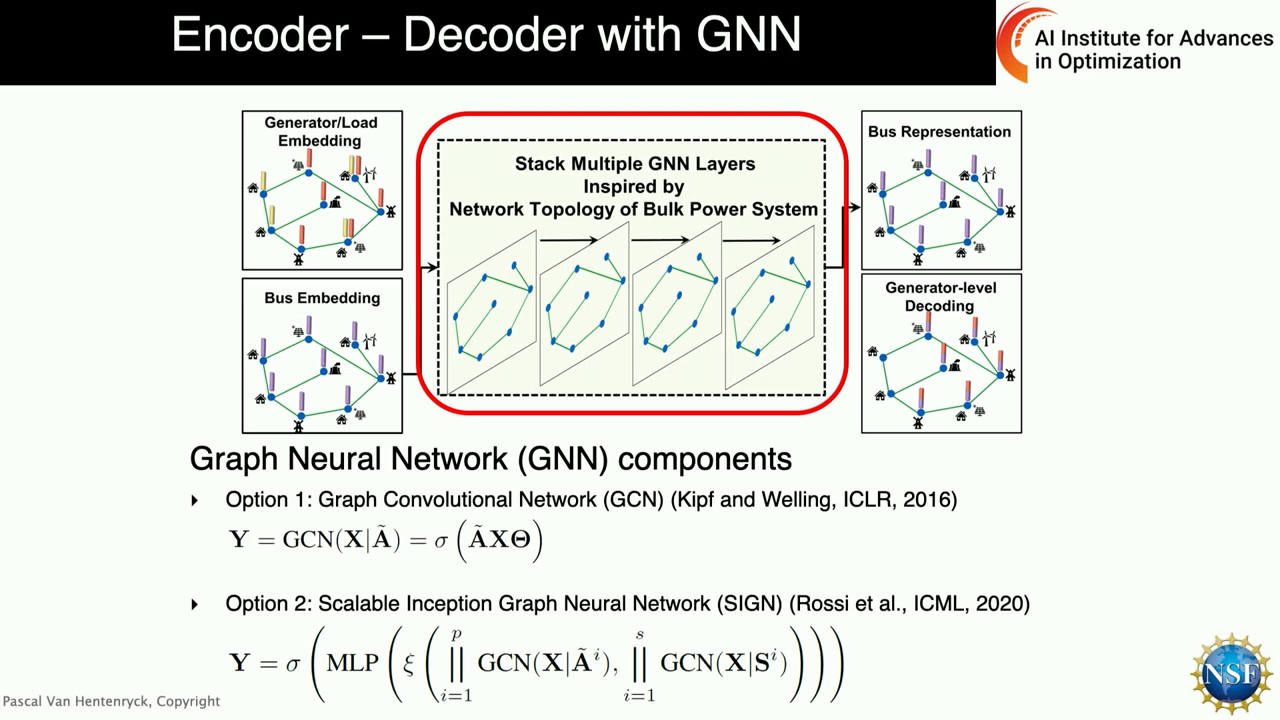 Encoder – Decoder with GNN
AI Institute for Advances
in Optimization
Generator/Load
Embedding
Bus Embedding
Stack Multiple GNN Layers
Inspired by
Network Topology of Bulk Power System
Bus Representation
Generator-level
Decoding
Graph Neural Network (GNN) components
‣ Option 1: Graph Convolutional Network (GCN) (Kipf and Welling, ICLR, 2016)
Y = GCN(X|Ã) = σ (ÃXΘ)
‣ Option 2: Scalable Inception Graph Neural Network (SIGN) (Rossi et al., ICML, 2020)
Y = σ (MLP (ξ (||_{i=1}^{p} GCN(X|Ã^i), ||_{i=1}^{s} GCN(X|S^i))))
NSF
Pascal Van Hentenryck, Copyright